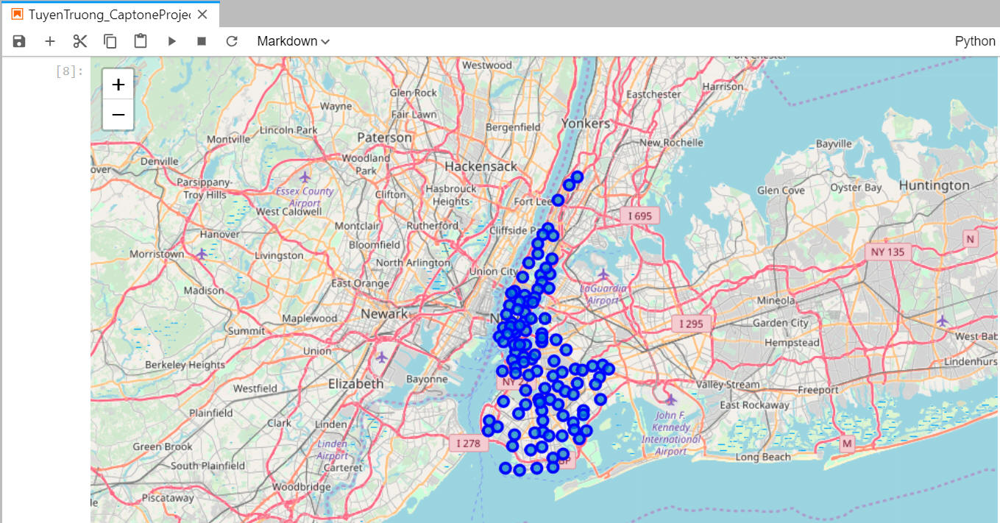 TuyenTruong_CaptoneProje
Markdown
Python
[8]:
+
−
Port Chester
Westwood
Harrison
Eastchester
Glen Rock
Wayne
Fair Lawn
Yonkers
Lincoln Park
Bergenfield
Paterson
Montville
New Rochelle
Bayville
Woodland
Park
Denville
Hackensack
over
Parsippany-
Troy Hills
Huntington
Essex County
Airport
Hasbrouck
Heights
Clifton
Fort Lee
Glen Cove
Oyster Bay
West Caldwell
I 695
Montclair
Rutherford
Cliffside
Hanover
N
Bloomfield
Morristown
Livingston
NY 135
North Arlington
Union City
East Orange
LaGuardia
Airport
Madison
Mineola
Newark
N
Maplewood
I 295
Garden City
Summit
West Bab
Hempstead
Union
Berkeley Heights
Lindenhurs
Elizabeth
Bayonne
NY 2
Westfield
Valley Stream
Freeport
East Rockaway
Plainfield
John F.
Kennedy
International
Airport
Clark
Linden
Green Brook
Linden
Airport
I 278
M
Long Beach
South Plainfield
Carteret
BP
Woodbridge
Piscataway
le